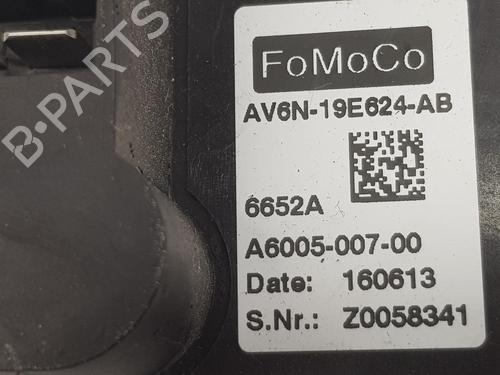 FoMoCo
AV6N-19E624-AB
6652A
A6005-007-00
Date: 160613
S.Nr.: Z0058341
B-PARTS